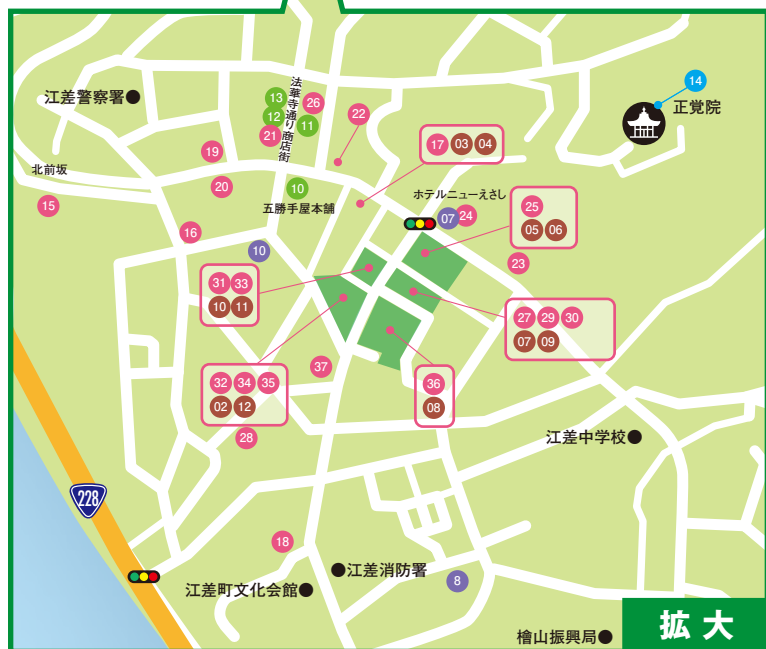 14
正覚院
江差警察署
13
12
21
法華寺通り商店街
26
11
22
17 03 04
19
北前坂
20
15
10
五勝手屋本舗
ホテルニューえさし
07 24
25
05 06
16
10
23
31 33
10 11
27 29 30
07 09
37
32 34 35
02 12
36
08
28
江差中学校
228
18
江差消防署
8
江差町文化会館
檜山振興局
拡大